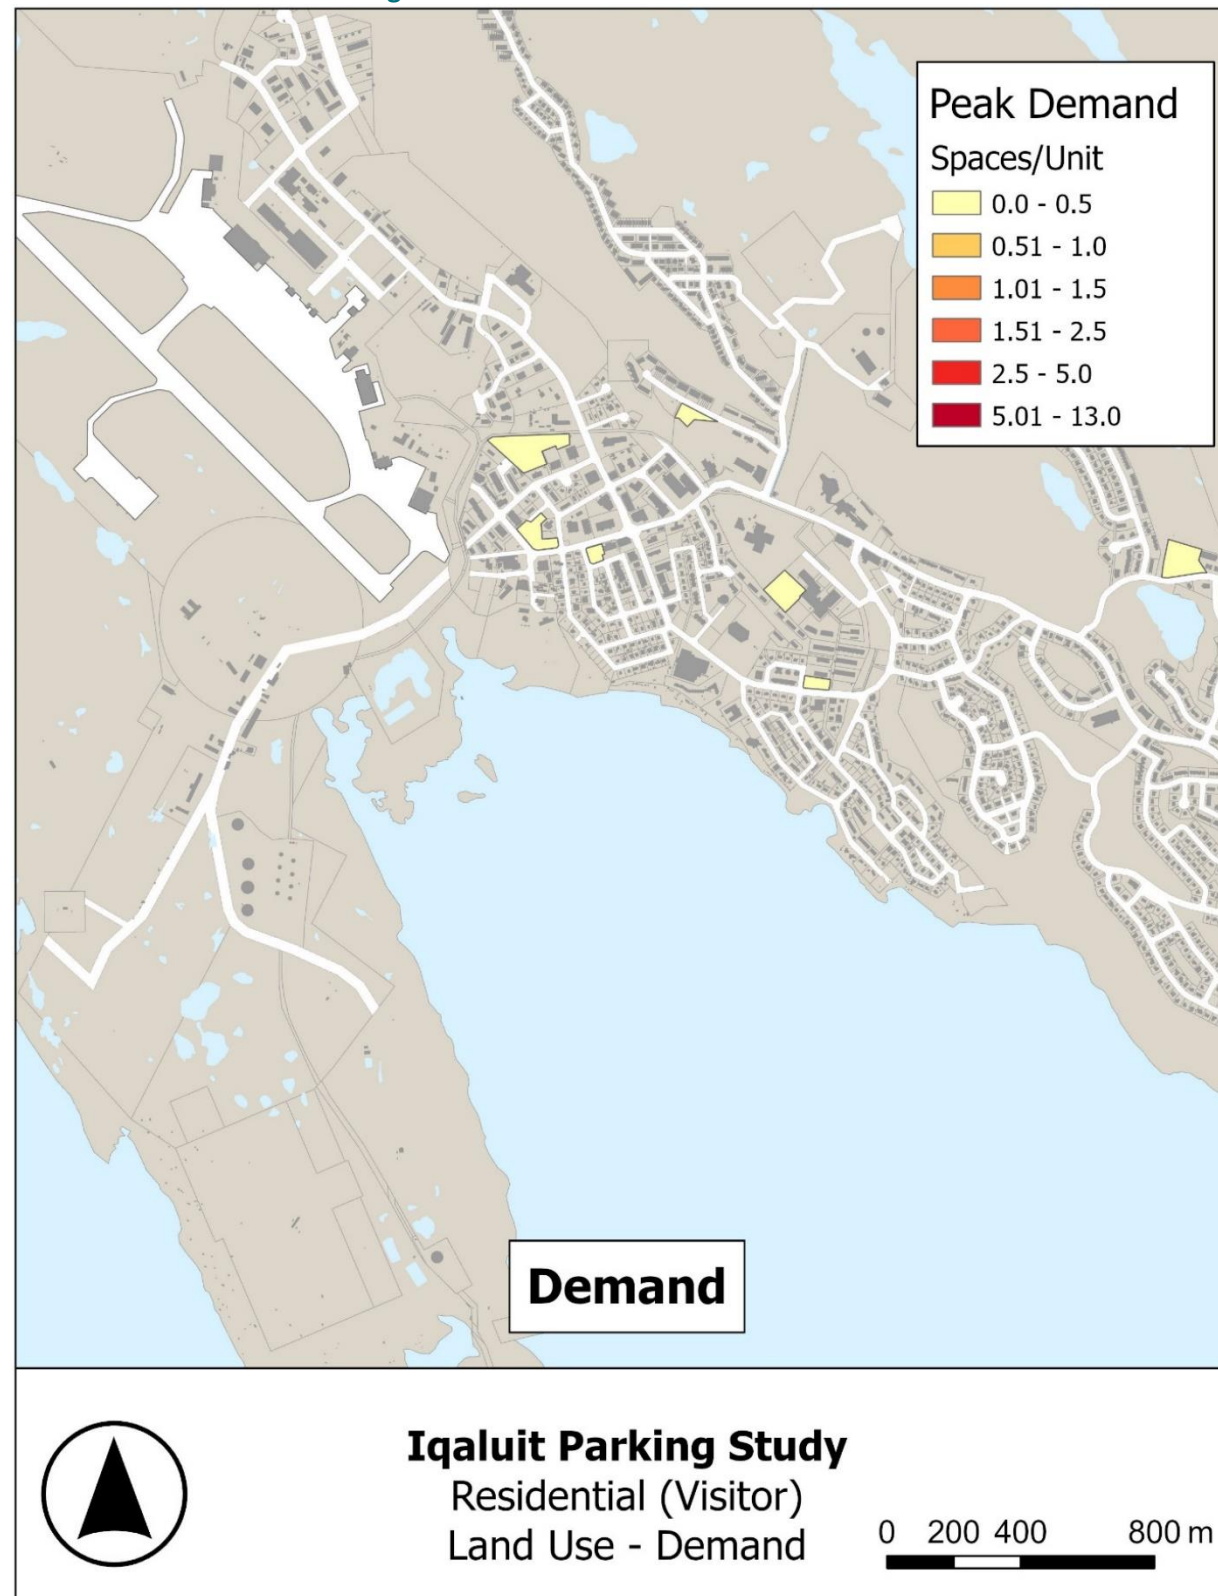 Peak Demand
Spaces/Unit
0.0 - 0.5
0.51 - 1.0
1.01 - 1.5
1.51 - 2.5
2.5 - 5.0
5.01 - 13.0
Demand
Iqaluit Parking Study
Residential (Visitor)
Land Use - Demand
0 200 400 800 m